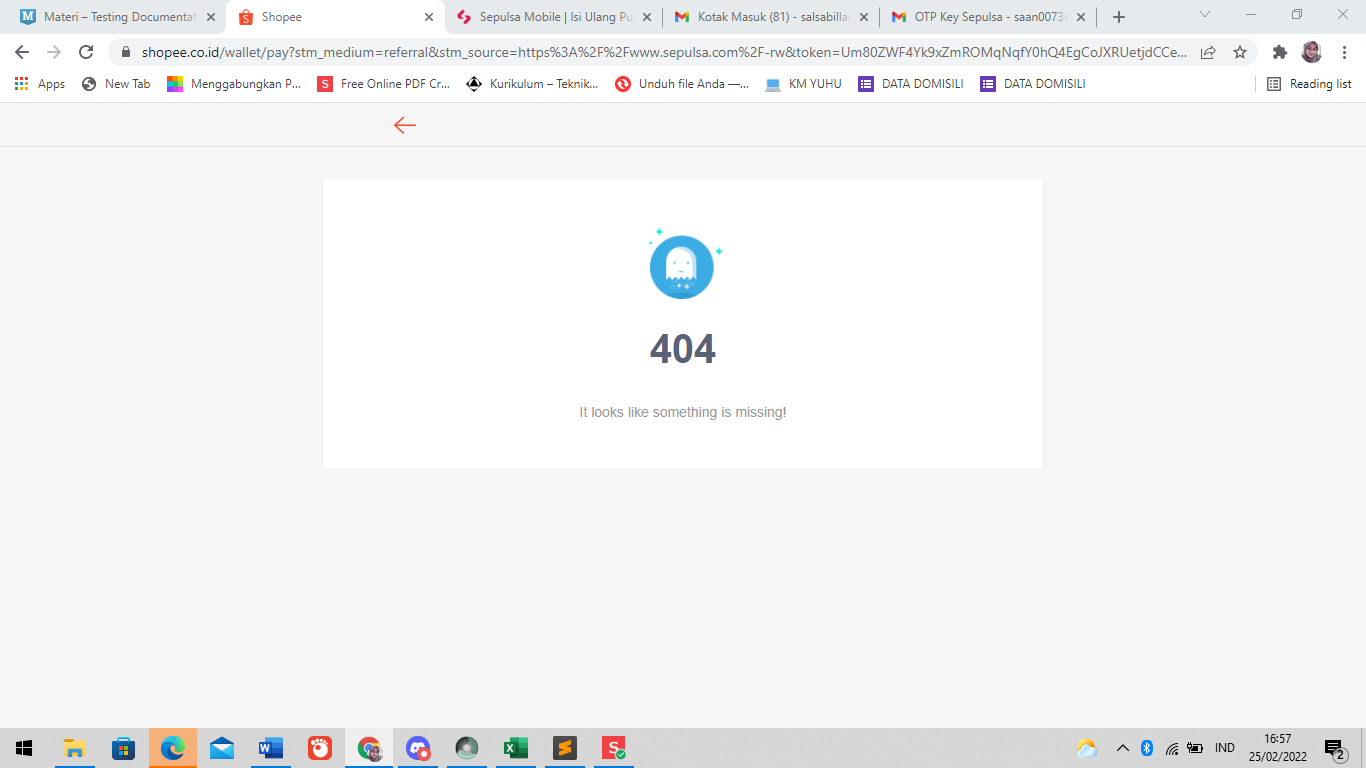 Materi – Testing Documentat
Shopee
Sepulsa Mobile | Isi Ulang Pu
Kotak Masuk (81) - salsabilla
OTP Key Sepulsa - saan0073
shopee.co.id/wallet/pay?stm_medium=referral&stm_source=https%3A%2F%2Fwww.sepulsa.com%2F-rw&token=Um80ZWF4Yk9xZmROMqNqfY0hQ4EgCoJXRUetjdCCe...
Apps
New Tab
Menggabungkan P...
Free Online PDF Cr...
Kurikulum – Teknik...
Unduh file Anda —...
KM YUHU
DATA DOMISILI
DATA DOMISILI
Reading list
404
It looks like something is missing!
IND
16:57
25/02/2022
2